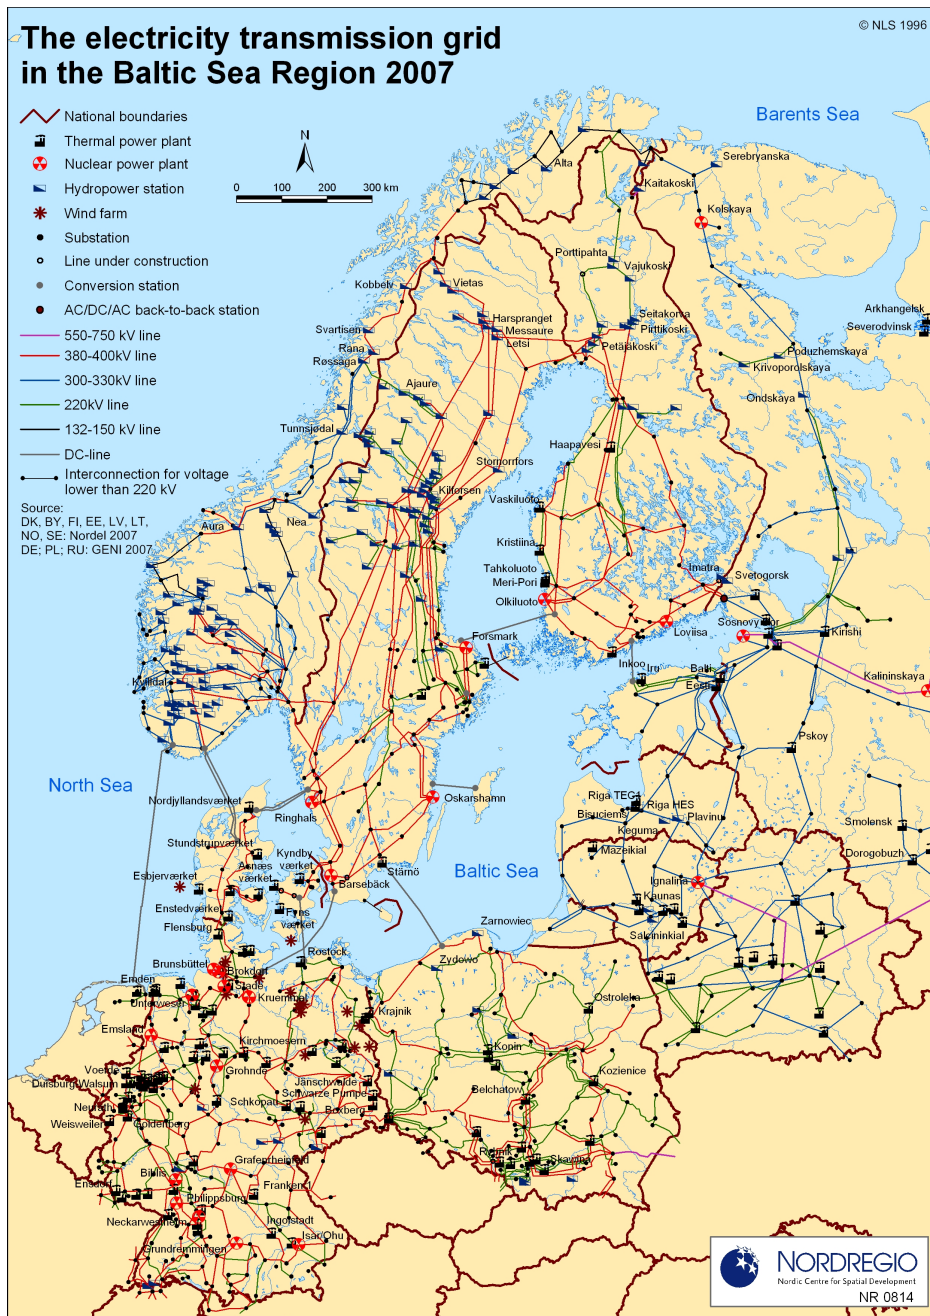 The electricity transmission grid
in the Baltic Sea Region 2007
© NLS 1996
National boundaries
Thermal power plant
Nuclear power plant
Hydropower station
Wind farm
Substation
Line under construction
Conversion station
AC/DC/AC back-to-back station
550-750 kV line
380-400kV line
300-330kV line
220kV line
132-150 kV line
DC-line
Interconnection for voltage
lower than 220 kV
Source:
DK, BY, FI, EE, LV, LT,
NO, SE: Nordel 2007
DE; PL; RU: GENI 2007
N
0 100 200 300 km
Barents Sea
Alta
Serebryanska
Kaitakoski
Kolskaya
Porttipahta
Vajukoski
Kobbelv
Vietas
Arkhangelsk
Severodvinsk
Harspranget
Messaure
Letsi
Seitakorva
Pirttikoski
Petäjäkoski
Svartisen
Rana
Røssåga
Poduzhemskaya
Krivoporolskaya
Ondskaya
Ajaure
Tunnsjødal
Haapavesi
Stornorrfors
Killforsen
Vaskiluoto
Nea
Aura
Kristiina
Tahkoluoto
Meri-Pori
Olkiluoto
Imatra
Svetogorsk
Loviisa
Kirishi
Forsmark
Inkoo
Iru
Balti
Eesti
Kalininskaya
Pskoy
North Sea
Oskarshamn
Nordjyllandsværket
Ringhals
Riga TEC1
Riga HES
Bisuciems
Plavinu
Keguma
Smolensk
Dorogobuzh
Stundstrupværket
Kyndby
værket
Asnæs
værket
Mazeikial
Baltic Sea
Stärnö
Barsebäck
Esbjerværket
Ignalina
Kaunas
Enstedværket
Fyns
værket
Zarnowiec
Flensburg
Rostock
Zydowo
Brunsbüttel
Brokdorf
Stade
Emden
Unterweser
Kruemmel
Krajnik
Ostroleka
Emsland
Kirchmoesern
Konin
Voerde
Duisburg/Walsum
Grohnde
Jänschwalde
Schwarze Pumpe
Boxberg
Belchatow
Kozienice
Schkopau
Neurath
Weisweiler
Goldenberg
Skawina
Grafenrheinfeld
Biblis
Ensdorf
Philippsburg
Franken 1
Neckarwestheim
Ingolstadt
Isar/Ohu
Grundremmingen
NORDREGIO
Nordic Centre for Spatial Development
NR 0814